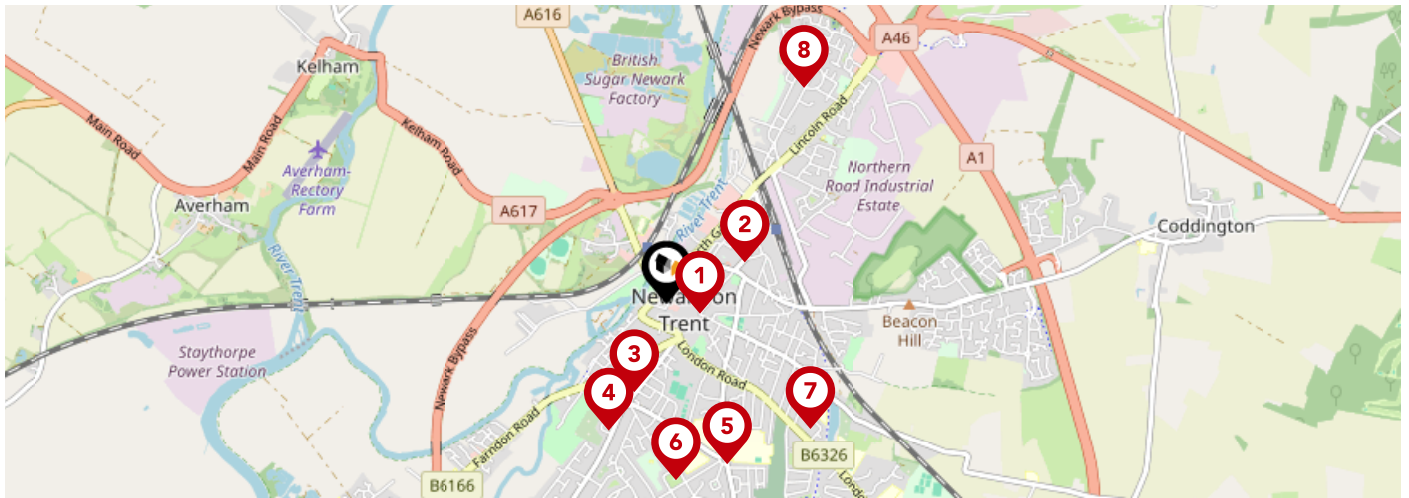 A616
Newark Bypass
8
A46
Kelham
British
Sugar Newark
Factory
Main Road
Main Road
Kelham Road
Lincoln Road
A1
Averham-
Rectory
Farm
Northern
Road Industrial
Estate
Averham
A617
River Trent
2
Coddington
River Trent
1
Trent
Beacon
Hill
Staythorpe
Power Station
Newark Bypass
3
London Road
4
7
5
6
Farndon Road
B6326
B6166